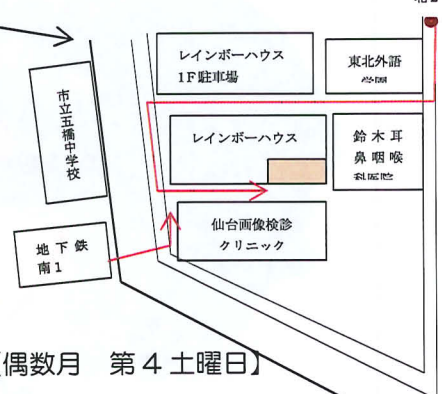 レインボーハウス
1F駐車場
東北外語
学園
市立五橋中学校
レインボーハウス
鈴木耳
鼻咽喉
科医院
仙台画像検診
クリニック
地下鉄
南1
偶数月 第4土曜日】